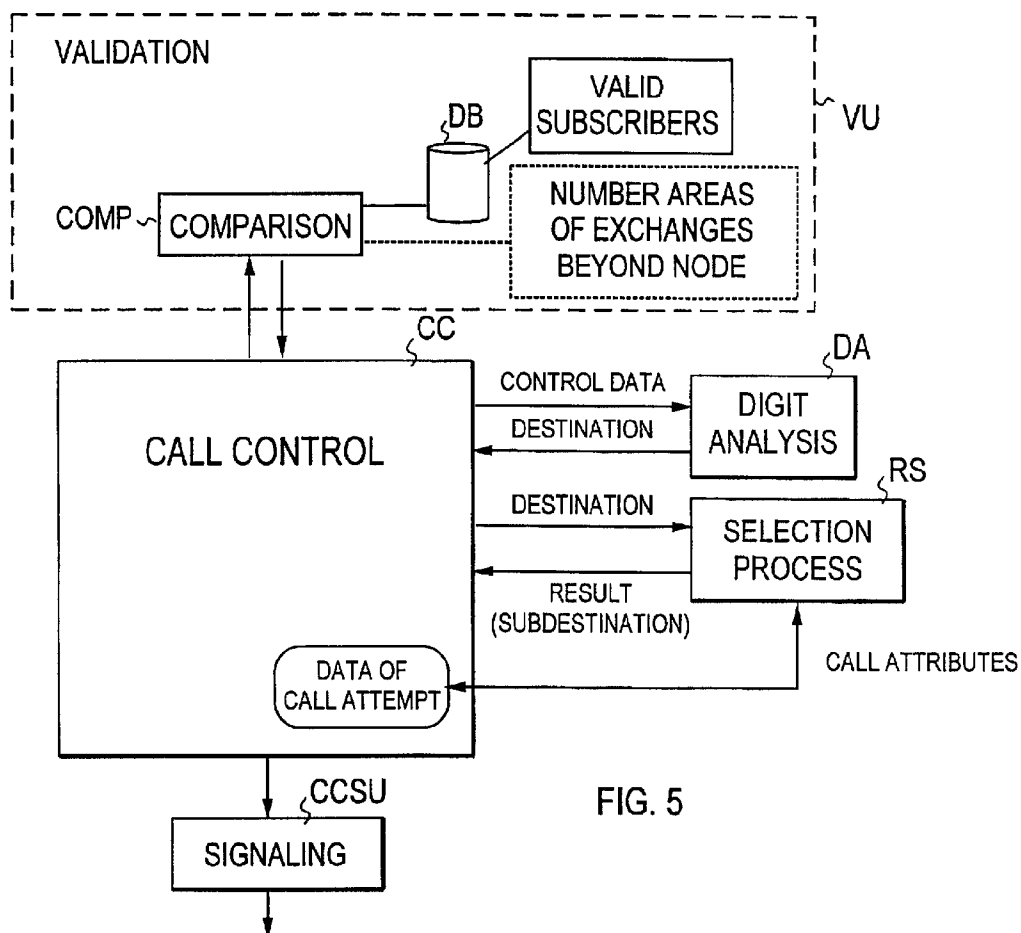 VALIDATION
VALID
SUBSCRIBERS
VU
DB
NUMBER AREAS
OF EXCHANGES
BEYOND NODE
COMP
COMPARISON
CC
DA
CONTROL DATA
DIGIT
ANALYSIS
CALL CONTROL
DESTINATION
RS
DESTINATION
SELECTION
PROCESS
RESULT
(SUBDESTINATION)
CALL ATTRIBUTES
DATA OF
CALL ATTEMPT
CCSU
FIG. 5
SIGNALING